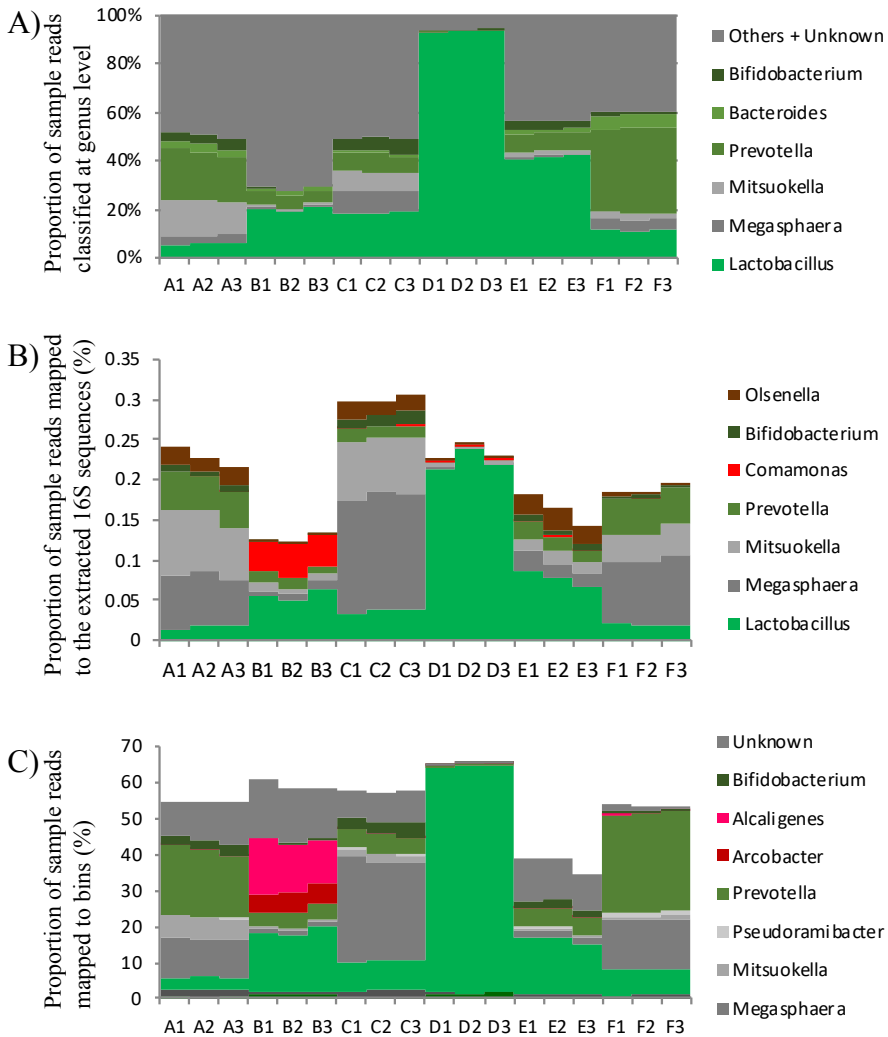 A)
Proportion of sample reads
classified at genus level
100%
80%
60%
40%
20%
0%
A1 A2 A3 B1 B2 B3 C1 C2 C3 D1 D2 D3 E1 E2 E3 F1 F2 F3
Others + Unknown
Bifidobacterium
Bacteroides
Prevotella
Mitsuokella
Megasphaera
Lactobacillus
B)
Proportion of sample reads mapped
to the extracted 16S sequences (%)
0.35
0.3
0.25
0.2
0.15
0.1
0.05
0
A1 A2 A3 B1 B2 B3 C1 C2 C3 D1 D2 D3 E1 E2 E3 F1 F2 F3
Olsenella
Bifidobacterium
Comamonas
Prevotella
Mitsuokella
Megasphaera
Lactobacillus
C)
Proportion of sample reads
mapped to bins (%)
70
60
50
40
30
20
10
0
A1 A2 A3 B1 B2 B3 C1 C2 C3 D1 D2 D3 E1 E2 E3 F1 F2 F3
Unknown
Bifidobacterium
Alcaligenes
Arcobacter
Prevotella
Pseudoramibacter
Mitsuokella
Megasphaera